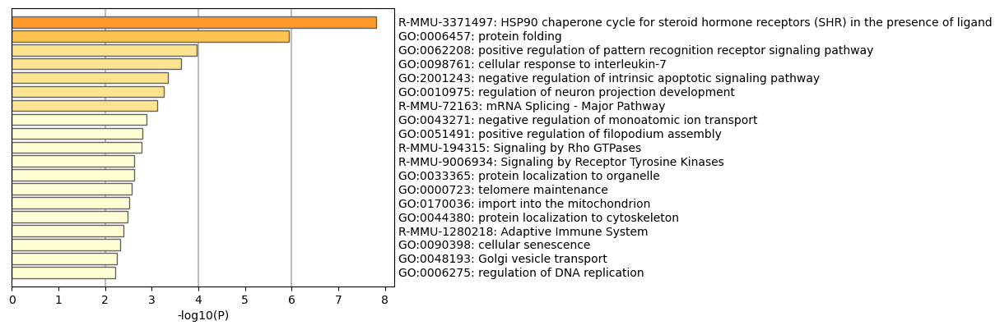 R-MMU-3371497: HSP90 chaperone cycle for steroid hormone receptors (SHR) in the presence of ligand
GO:0006457: protein folding
GO:0062208: positive regulation of pattern recognition receptor signaling pathway
GO:0098761: cellular response to interleukin-7
GO:2001243: negative regulation of intrinsic apoptotic signaling pathway
GO:0010975: regulation of neuron projection development
R-MMU-72163: mRNA Splicing - Major Pathway
GO:0043271: negative regulation of monoatomic ion transport
GO:0051491: positive regulation of filopodium assembly
R-MMU-194315: Signaling by Rho GTPases
R-MMU-9006934: Signaling by Receptor Tyrosine Kinases
GO:0033365: protein localization to organelle
GO:0000723: telomere maintenance
GO:0170036: import into the mitochondrion
GO:0044380: protein localization to cytoskeleton
R-MMU-1280218: Adaptive Immune System
GO:0090398: cellular senescence
GO:0048193: Golgi vesicle transport
GO:0006275: regulation of DNA replication
0 1 2 3 4 5 6 7 8
-log10(P)